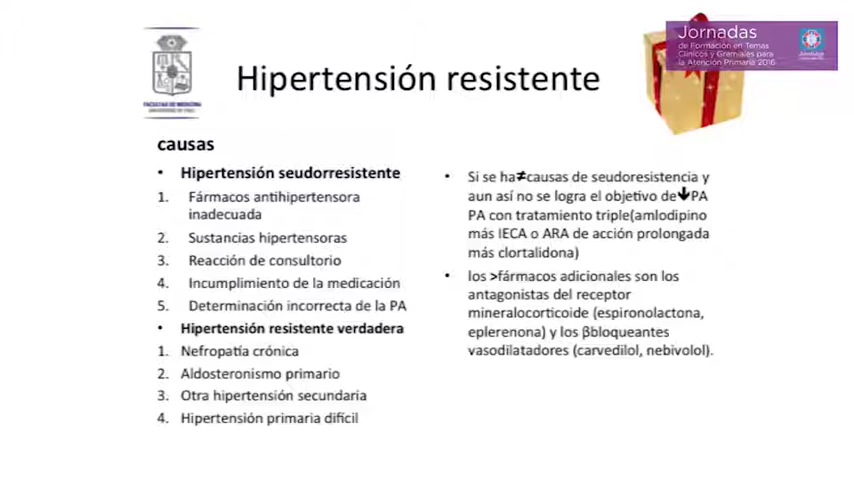 Jornadas
de Formación en Temas
Clínicos y Gremiales para
la Atención Primaria 2016
FACULTAD DE MEDICINA
Hipertensión resistente
causas
• Hipertensión seudorresistente
1. Fármacos antihipertensora
inadecuada
2. Sustancias hipertensoras
3. Reacción de consultorio
4. Incumplimiento de la medicación
5. Determinación incorrecta de la PA
• Hipertensión resistente verdadera
1. Nefropatía crónica
2. Aldosteronismo primario
3. Otra hipertensión secundaria
4. Hipertensión primaria difícil
• Si se ha≠causas de seudoresistencia y
aun así no se logra el objetivo de↓PA
PA con tratamiento triple(amlodipino
más IECA o ARA de acción prolongada
más clortalidona)
• los >fármacos adicionales son los
antagonistas del receptor
mineralocorticoide (espironolactona,
eplerenona) y los βbloqueantes
vasodilatadores (carvedilol, nebivolol).